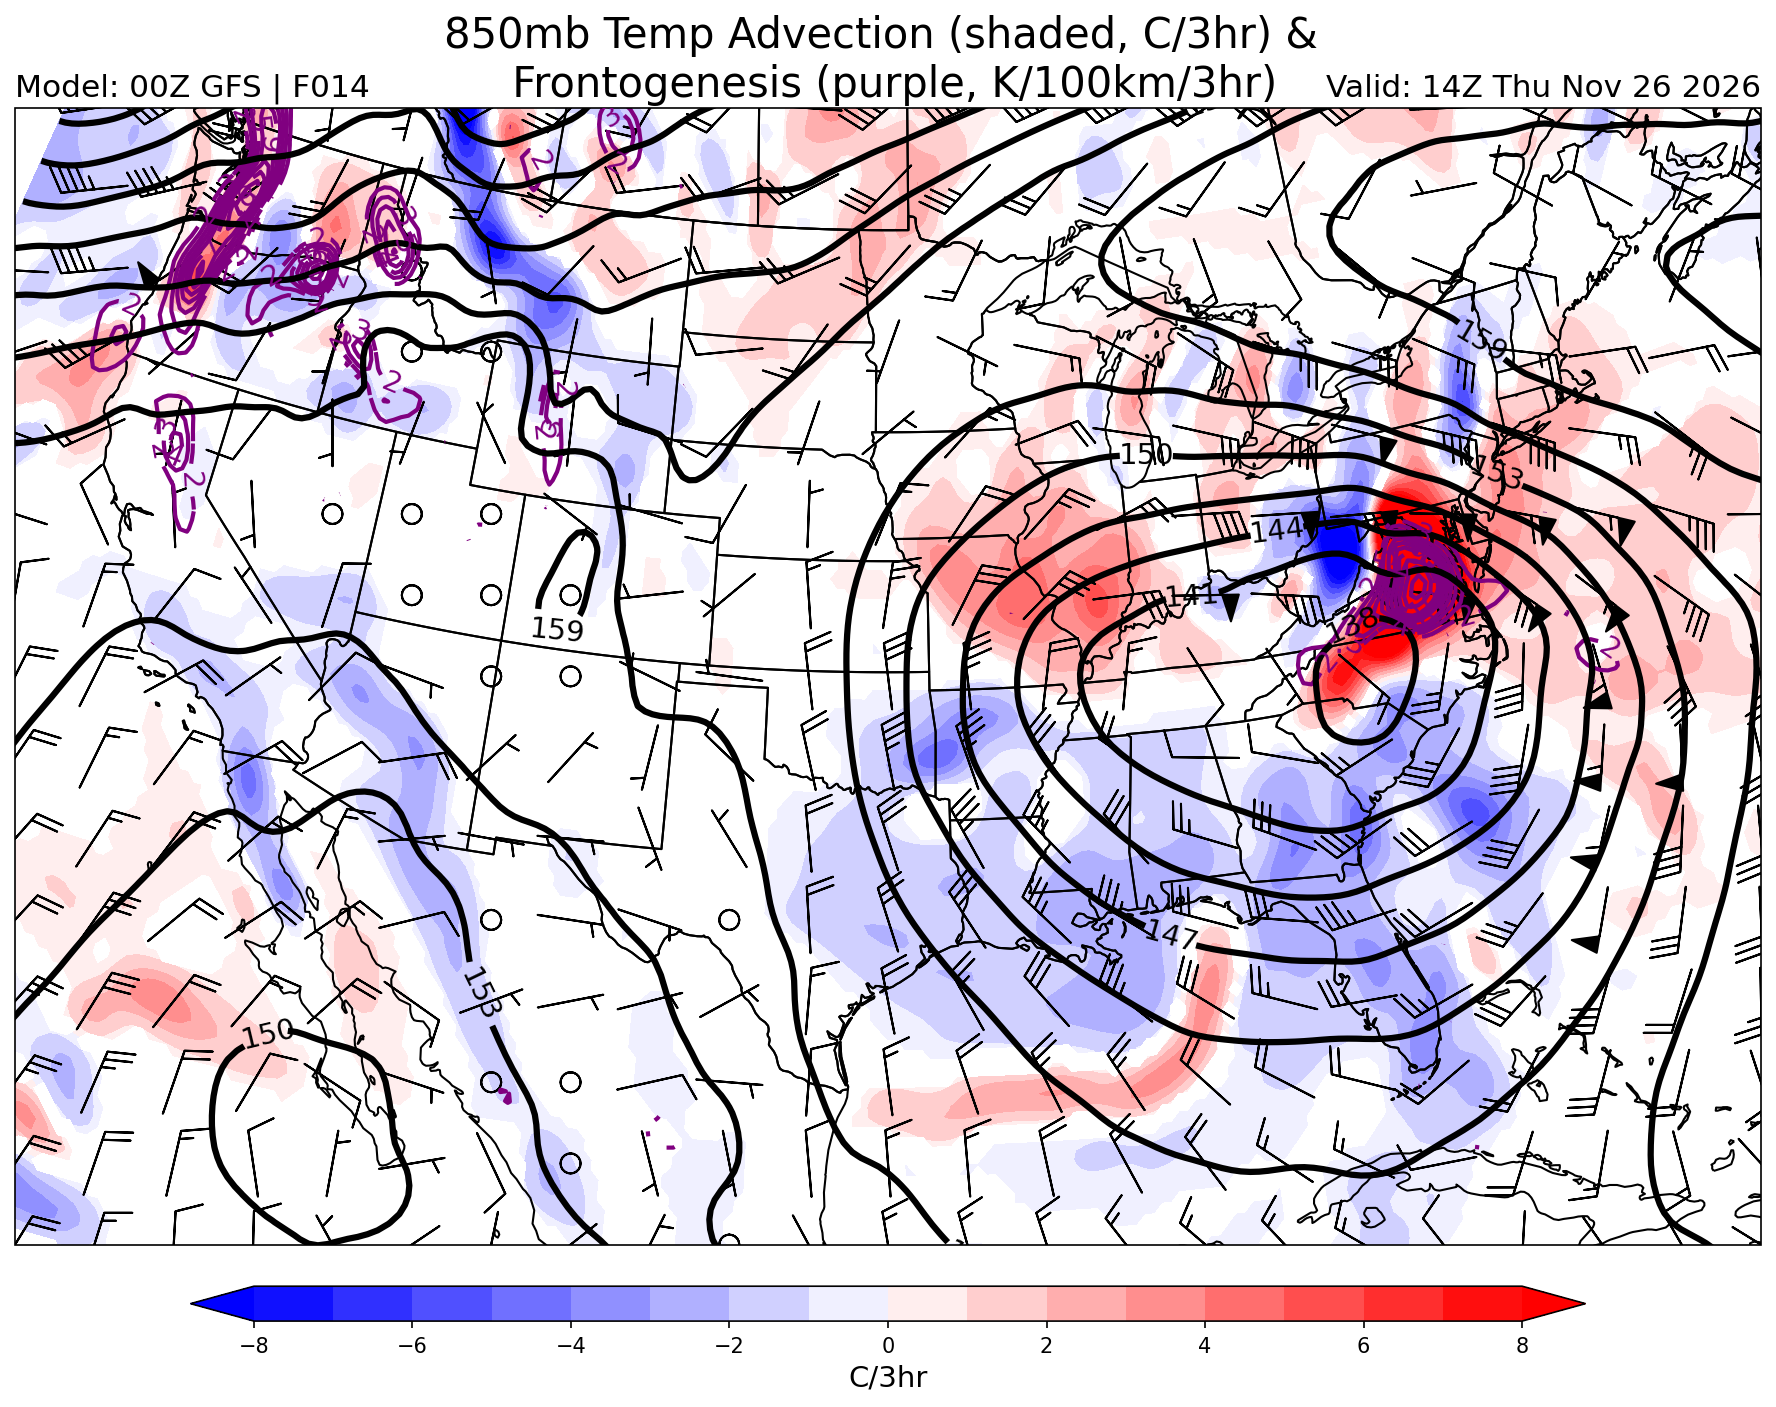 850mb Temp Advection (shaded, C/3hr) &
Frontogenesis (purple, K/100km/3hr)
Model: 00Z GFS | F014
Valid: 14Z Thu Nov 26 2026
159
150
153
144
141
138
159
147
153
150
−8 −6 −4 −2 0 2 4 6 8
C/3hr